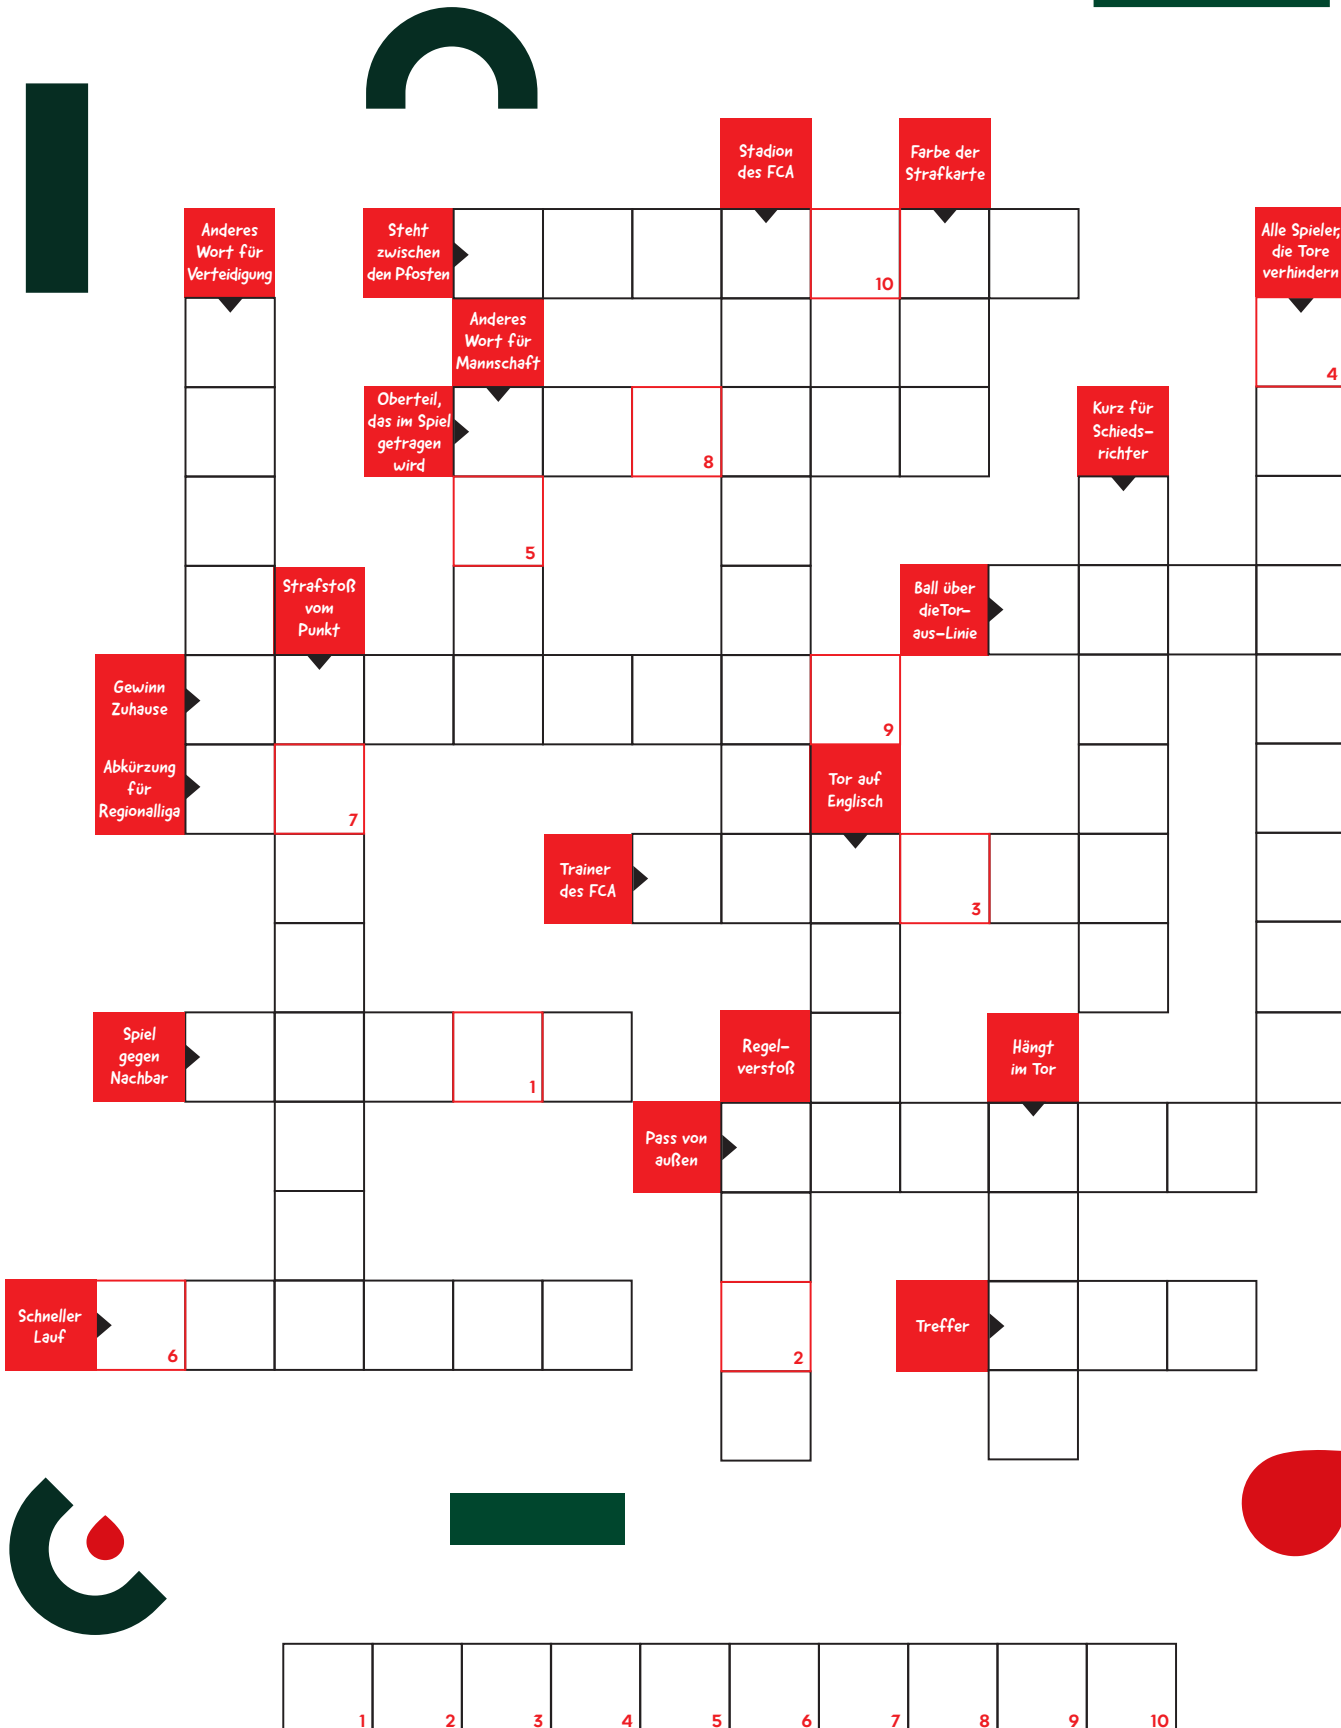 Stadion
des FCA
Farbe der
Strafkarte
Anderes
Wort für
Verteidigung
Steht
zwischen
den Pfosten
10
Alle Spieler,
die Tore
verhindern
4
Anderes
Wort für
Mannschaft
Oberteil,
das im Spiel
getragen
wird
8
Kurz für
Schieds-
richter
5
Strafstoß
vom
Punkt
Ball über
dieTor-
aus-Linie
Gewinn
Zuhause
9
Abkürzung
für
Regionalliga
7
Tor auf
Englisch
Trainer
des FCA
3
Spiel
gegen
Nachbar
1
Regel-
verstoß
Hängt
im Tor
Pass von
außen
Schneller
Lauf
6
2
Treffer
1 2 3 4 5 6 7 8 9 10